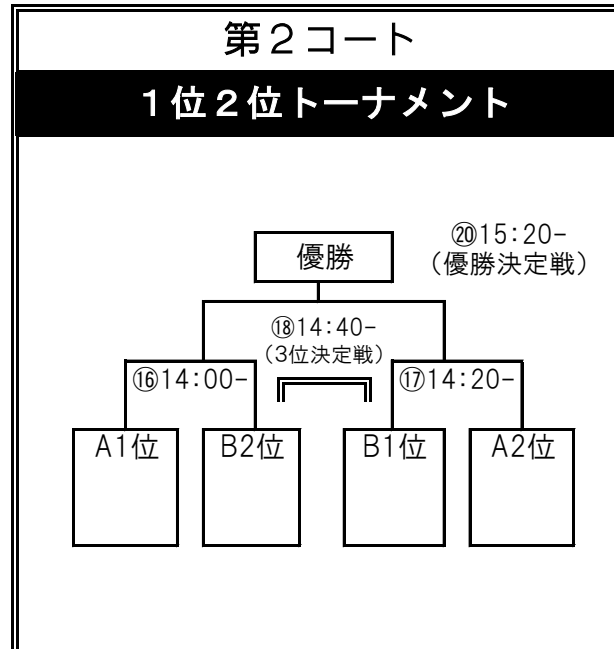 第２コート
１位２位トーナメント
⑳15:20-
（優勝決定戦）
優勝
⑱14:40-
（3位決定戦）
⑯14:00-
⑰14:20-
A1位
B2位
B1位
A2位